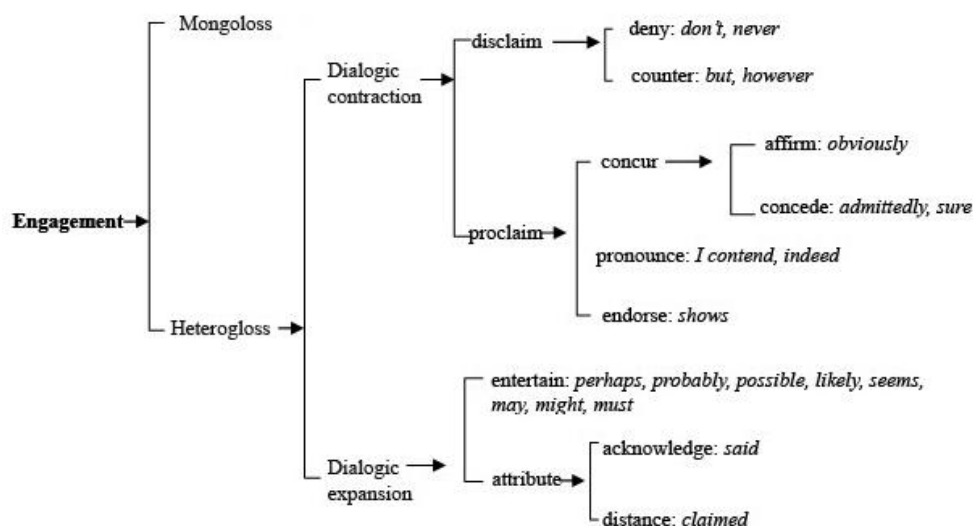 Mongoloss
deny: don't, never
disclaim
Dialogic
contraction
counter: but, however
affirm: obviously
concur
concede: admittedly, sure
Engagement
proclaim
pronounce: I contend, indeed
endorse: shows
Heterogloss
entertain: perhaps, probably, possible, likely, seems,
may, might, must
acknowledge: said
Dialogic
expansion
attribute
distance: claimed